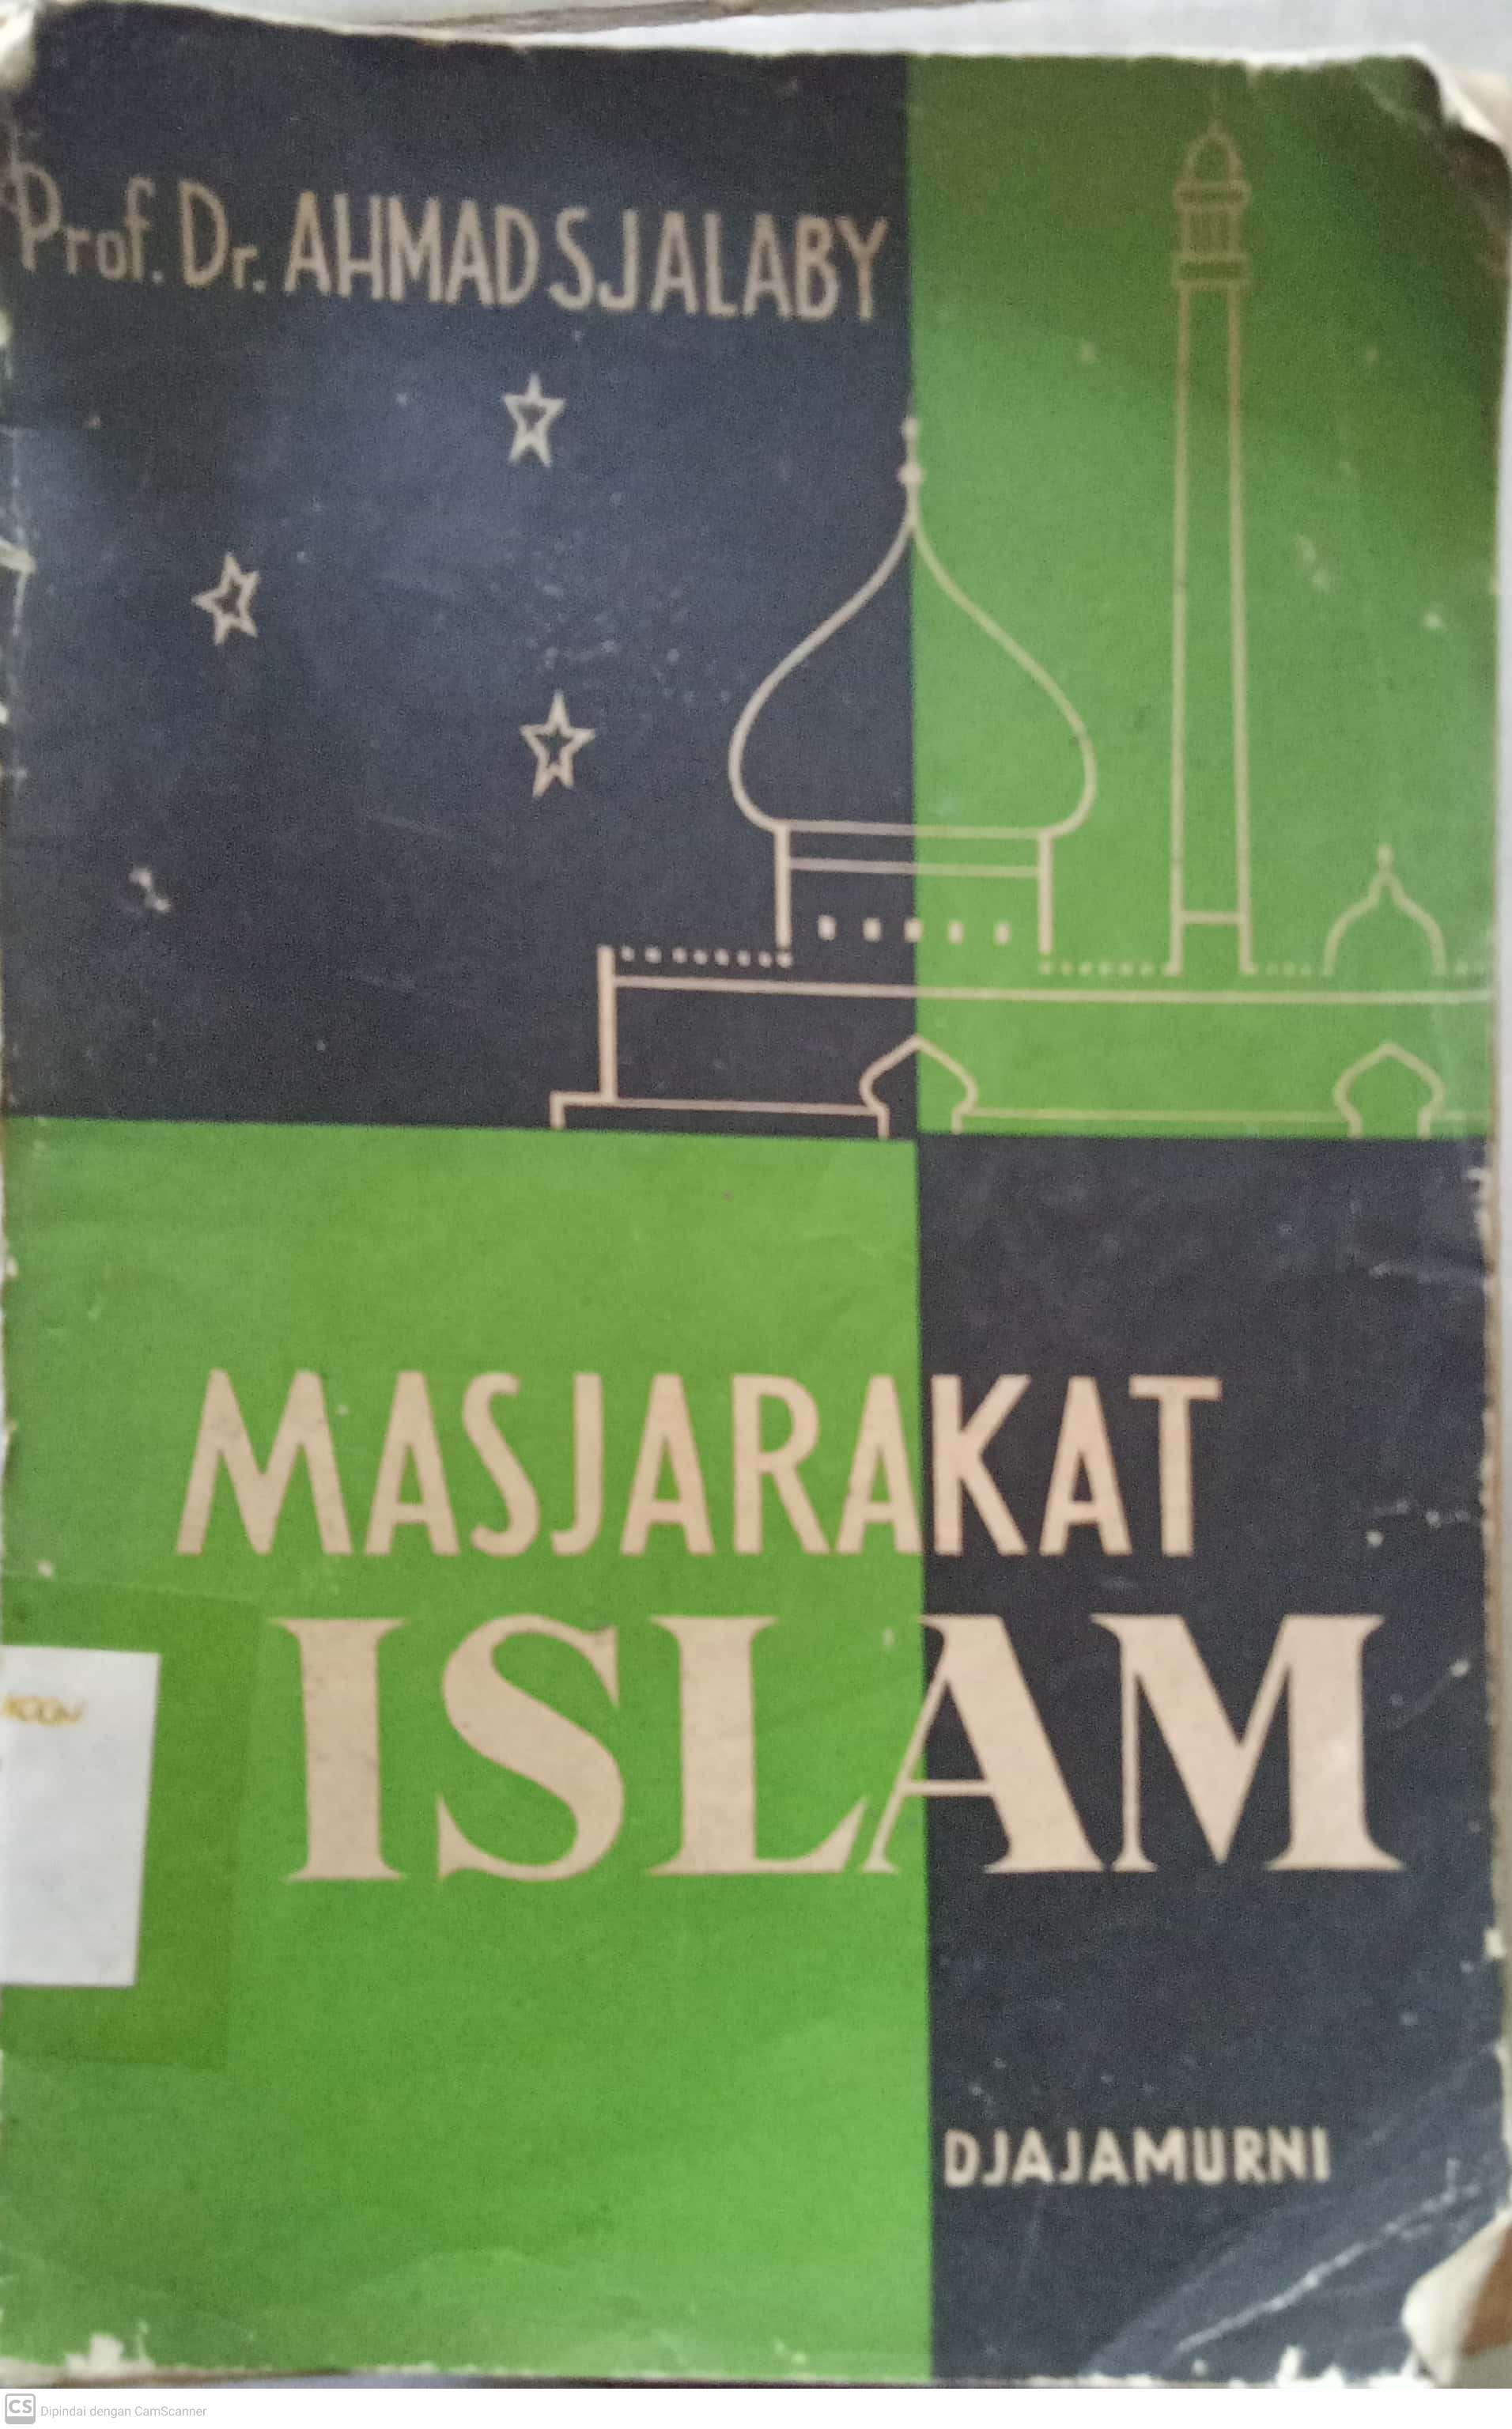 Prof. Dr. AHMAD SJALABY
MASJARAKAT
ISLAM
DJAJAMURNI
CS Dipindai dengan CamScanner